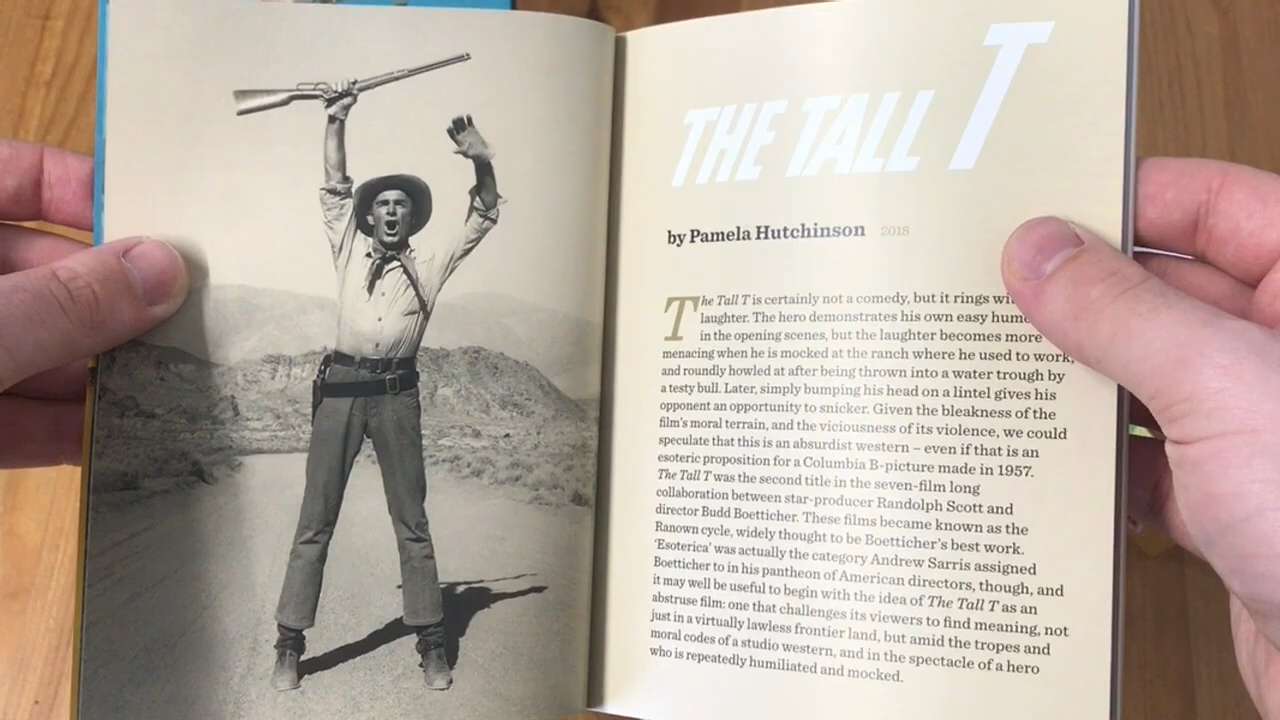 THE TALL T
by Pamela Hutchinson 2018
The Tall T is certainly not a comedy, but it rings
laughter. The hero demonstrates his own easy
in the opening scenes, but the laughter becomes more
menacing when he is mocked at the ranch where he used to work,
and roundly howled at after being thrown into a water trough by
a testy bull. Later, simply bumping his head on a lintel gives his
opponent an opportunity to snicker. Given the bleakness of the
film's moral terrain, and the viciousness of its violence, we could
speculate that this is an absurdist western – even if that is an
esoteric proposition for a Columbia B-picture made in 1957.
The Tall T was the second title in the seven-film long
collaboration between star-producer Randolph Scott and
director Budd Boetticher. These films became known as the
Ranown cycle, widely thought to be Boetticher's best work.
'Esoterica' was actually the category Andrew Sarris assigned
Boetticher to in his pantheon of American directors, though, and
it may well be useful to begin with the idea of The Tall T as an
abstruse film: one that challenges its viewers to find meaning, not
just in a virtually lawless frontier land, but amid the tropes and
moral codes of a studio western, and in the spectacle of a hero
who is repeatedly humiliated and mocked.